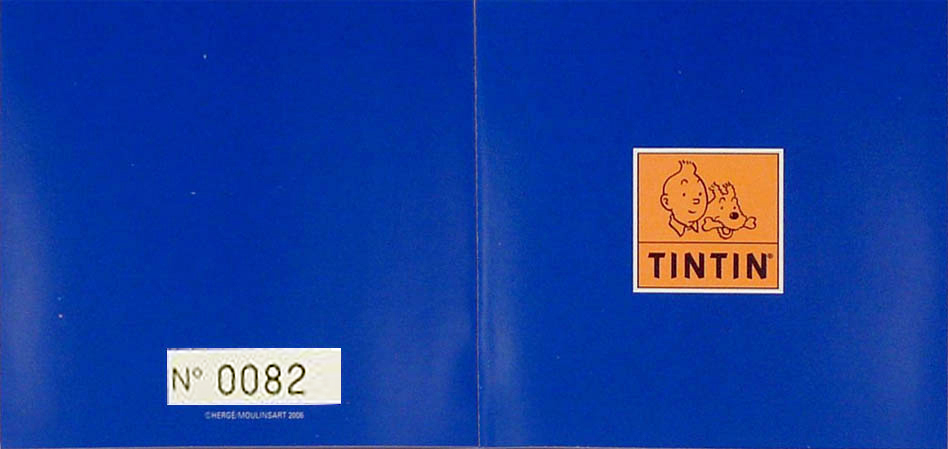 N° 0082
©HERGÉ/MOULINSART 2006
TINTIN®